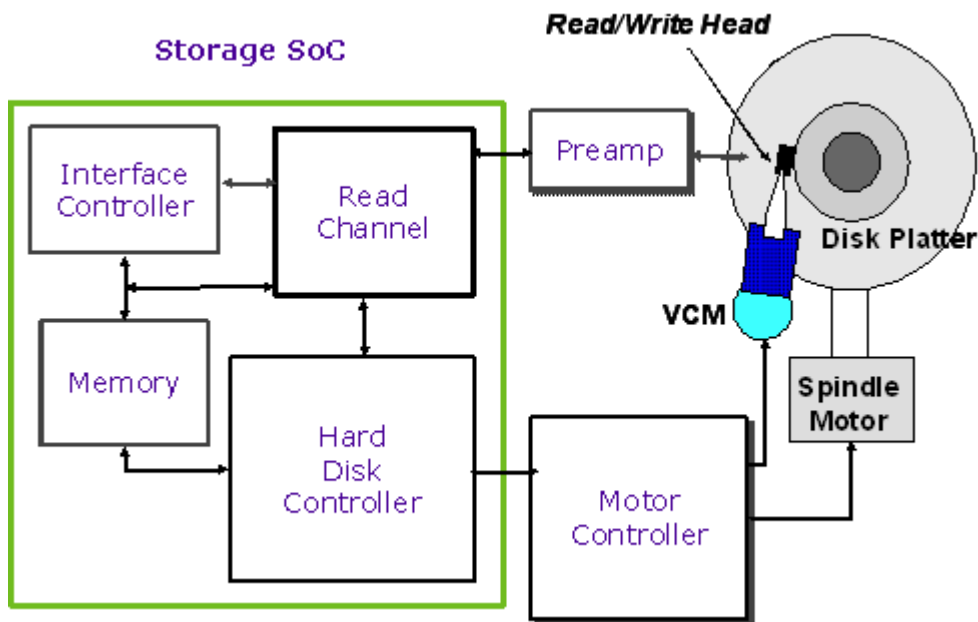 Storage SoC
Read/Write Head
Interface
Controller
Read
Channel
Preamp
Disk Platter
VCM
Memory
Hard
Disk
Controller
Motor
Controller
Spindle
Motor